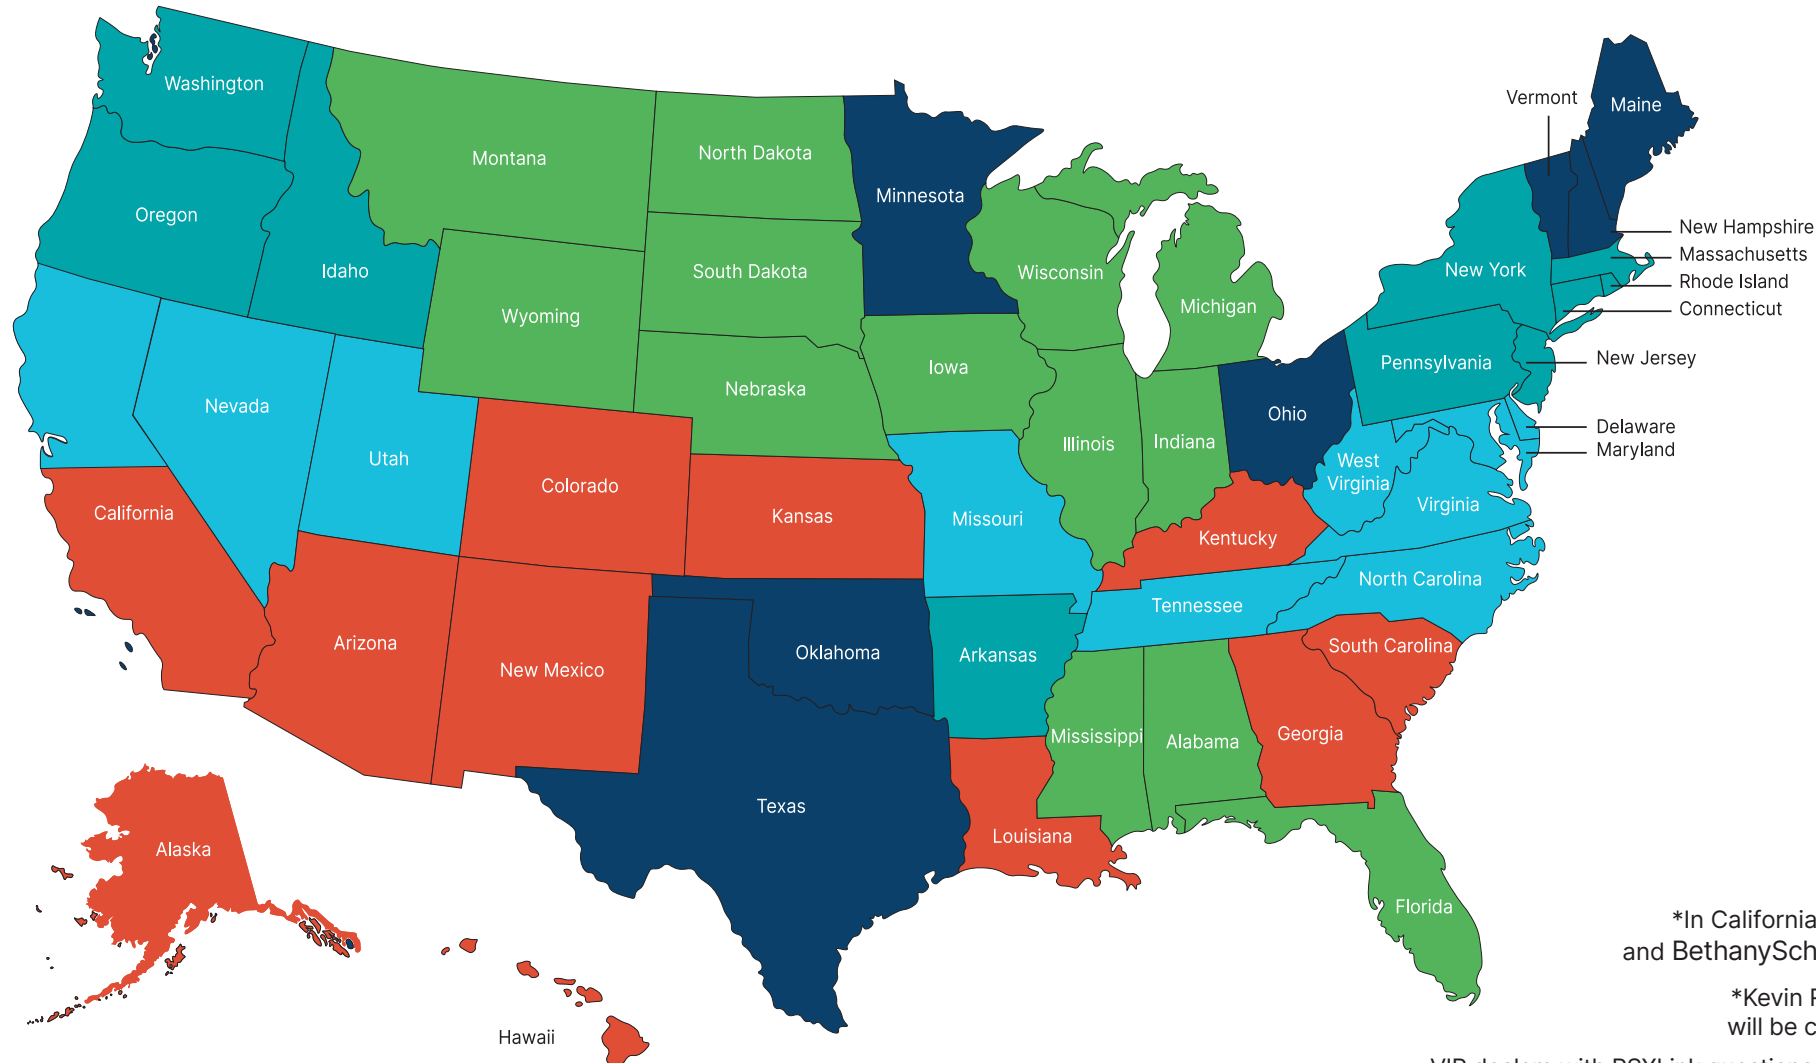 Washington
Oregon
Idaho
Montana
North Dakota
Minnesota
South Dakota
Wyoming
Nebraska
Iowa
Wisconsin
Michigan
Illinois
Indiana
Ohio
Vermont
Maine
New Hampshire
Massachusetts
Rhode Island
Connecticut
New York
Pennsylvania
New Jersey
Delaware
Maryland
West
Virginia
Virginia
Nevada
Utah
Colorado
Kansas
Missouri
Kentucky
California
Arizona
New Mexico
Oklahoma
Arkansas
Tennessee
North Carolina
South Carolina
Mississippi
Alabama
Georgia
Texas
Louisiana
Florida
Alaska
Hawaii
*In California
and BethanySch
*Kevin
will be c